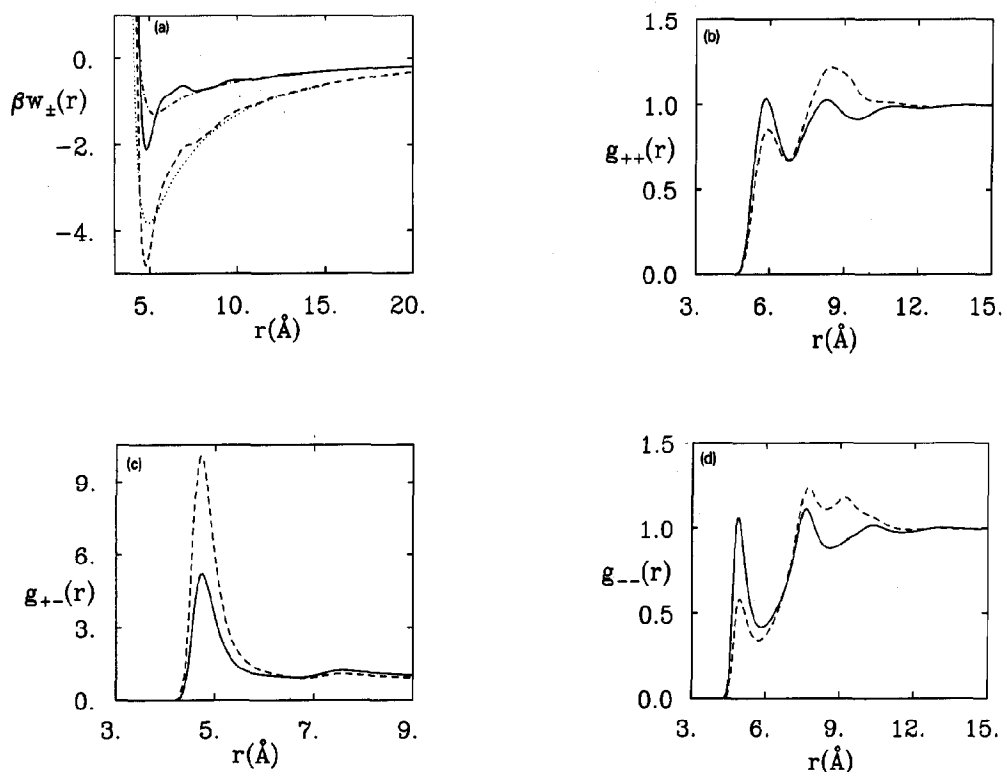 (a)
0.
βw±(r)
−2.
−4.
5. 10. 15. 20.
r(Å)
(b)
1.5
1.0
g++(r)
0.5
0.0
3. 6. 9. 12. 15.
r(Å)
(c)
9.
6.
g+−(r)
3.
0.
3. 5. 7. 9.
r(Å)
(d)
1.5
1.0
g−−(r)
0.5
0.0
3. 6. 9. 12. 15.
r(Å)